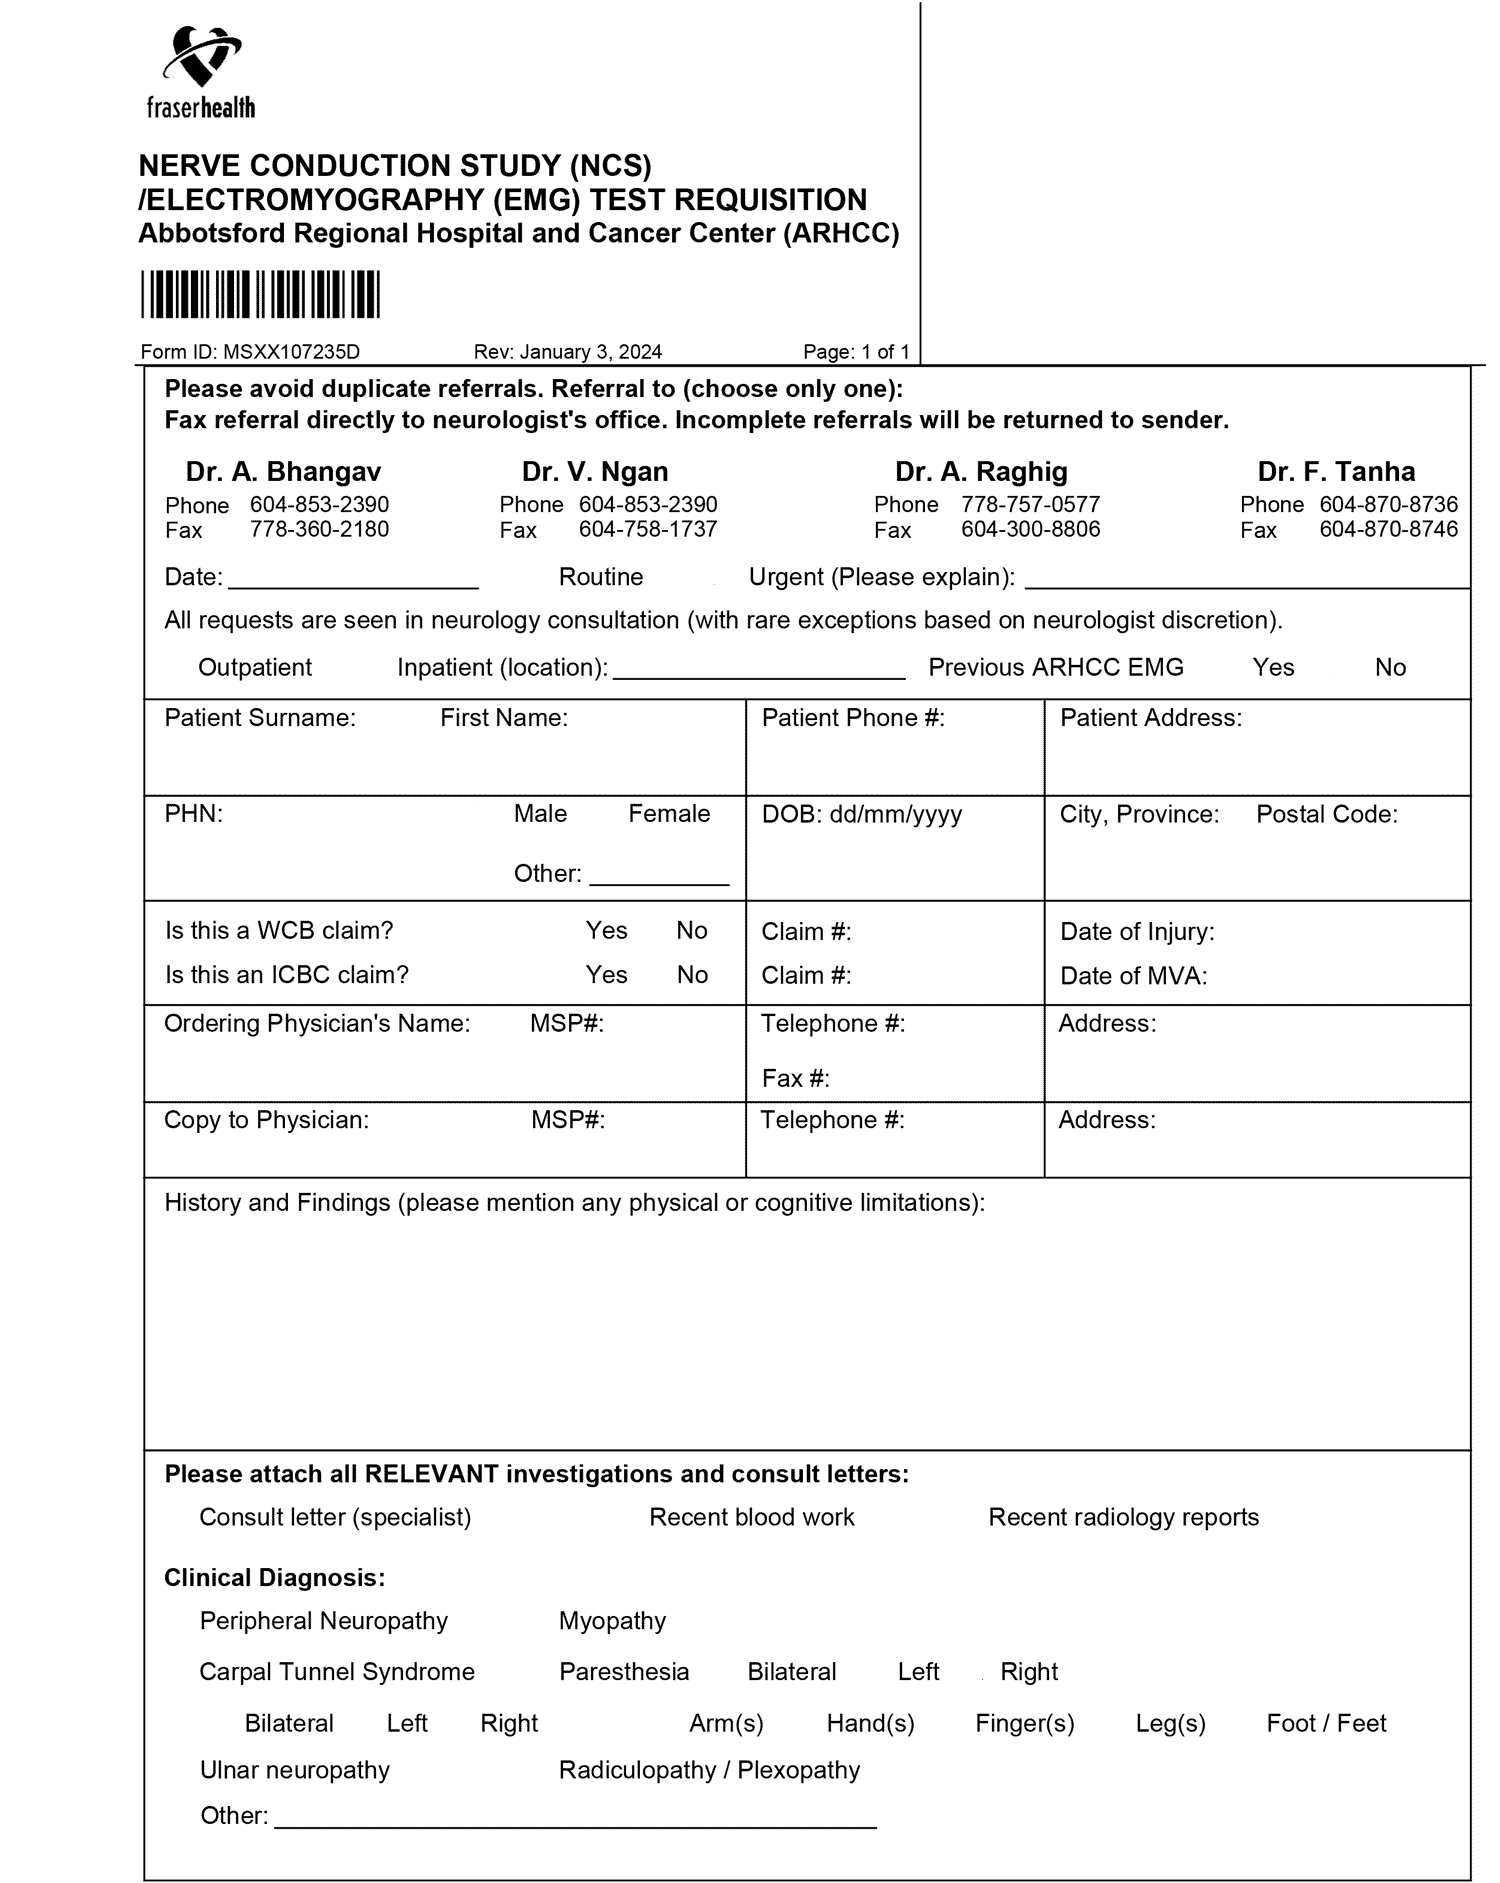 fraserhealth
NERVE CONDUCTION STUDY (NCS)
/ELECTROMYOGRAPHY (EMG) TEST REQUISITION
Abbotsford Regional Hospital and Cancer Center (ARHCC)
Form ID: MSXX107235D Rev: January 3, 2024 Page: 1 of 1
Please avoid duplicate referrals. Referral to (choose only one):
Fax referral directly to neurologist's office. Incomplete referrals will be returned to sender.
Dr. A. Bhangav Dr. V. Ngan Dr. A. Raghig Dr. F. Tanha
Phone 604-853-2390 Phone 604-853-2390 Phone 778-757-0577 Phone 604-870-8736
Fax 778-360-2180 Fax 604-758-1737 Fax 604-300-8806 Fax 604-870-8746
Date: Routine Urgent (Please explain):
All requests are seen in neurology consultation (with rare exceptions based on neurologist discretion).
Outpatient Inpatient (location): Previous ARHCC EMG Yes No
Patient Surname: First Name: Patient Phone #: Patient Address:
PHN: Male Female DOB: dd/mm/yyyy City, Province: Postal Code:
Other:
Is this a WCB claim? Yes No Claim #: Date of Injury:
Is this an ICBC claim? Yes No Claim #: Date of MVA:
Ordering Physician's Name: MSP#: Telephone #: Address:
Fax #:
Copy to Physician: MSP#: Telephone #: Address:
History and Findings (please mention any physical or cognitive limitations):
Please attach all RELEVANT investigations and consult letters:
Consult letter (specialist) Recent blood work Recent radiology reports
Clinical Diagnosis:
Peripheral Neuropathy Myopathy
Carpal Tunnel Syndrome Paresthesia Bilateral Left Right
Bilateral Left Right Arm(s) Hand(s) Finger(s) Leg(s) Foot / Feet
Ulnar neuropathy Radiculopathy / Plexopathy
Other: